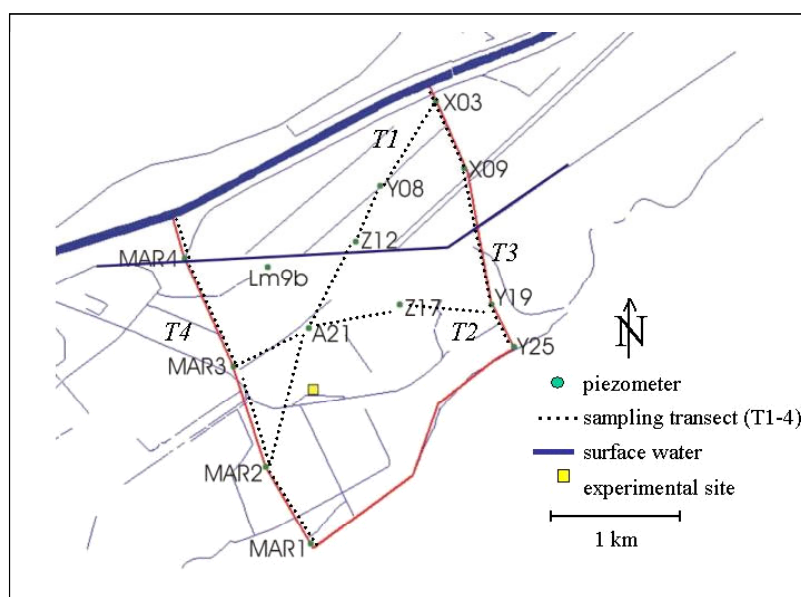 X03
T1
X09
Y08
Z12
MAR4
Lm9b
T3
Y19
Z17
T4
A21
T2
Y25
N
MAR3
piezometer
sampling transect (T1-4)
surface water
MAR2
experimental site
MAR1
1 km